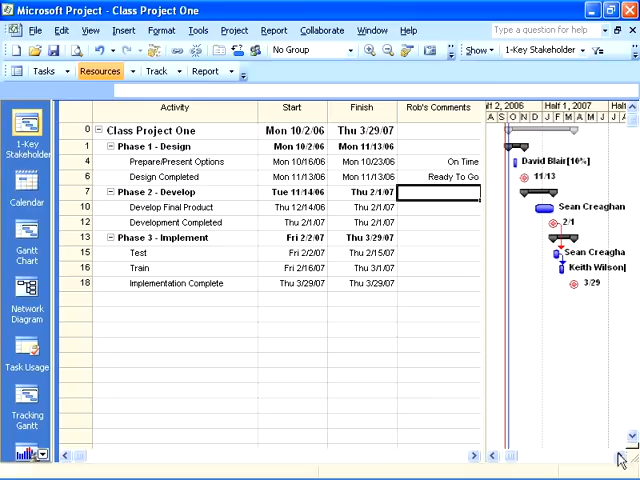 Microsoft Project - Class Project One
File Edit View Insert Format Tools Project Report Collaborate Window Help Type a question for help
No Group Show 1-Key Stakeholder
Tasks Resources Track Report
1-Key Stakeholder
Calendar
Gantt Chart
Network Diagram
Task Usage
Tracking Gantt
Activity Start Finish Rob's Comments Half 1, 2007
A S O N D J F M A M J J A
0 Class Project One Mon 10/2/06 Thu 3/29/07
1 Phase 1 - Design Mon 10/2/06 Mon 11/13/06
4 Prepare/Present Options Mon 10/16/06 Mon 10/23/06 On Time David Blair[10%]
6 Design Completed Mon 11/13/06 Mon 11/13/06 Ready To Go 11/13
7 Phase 2 - Develop Tue 11/14/06 Thu 2/1/07
10 Develop Final Product Thu 12/14/06 Thu 2/1/07 Sean Creaghan
12 Development Completed Thu 2/1/07 Thu 2/1/07 2/1
13 Phase 3 - Implement Fri 2/2/07 Thu 3/29/07
15 Test Fri 2/2/07 Thu 2/15/07 Sean Creagha
16 Train Fri 2/16/07 Thu 3/1/07 Keith Wilson[
18 Implementation Complete Thu 3/29/07 Thu 3/29/07 3/29